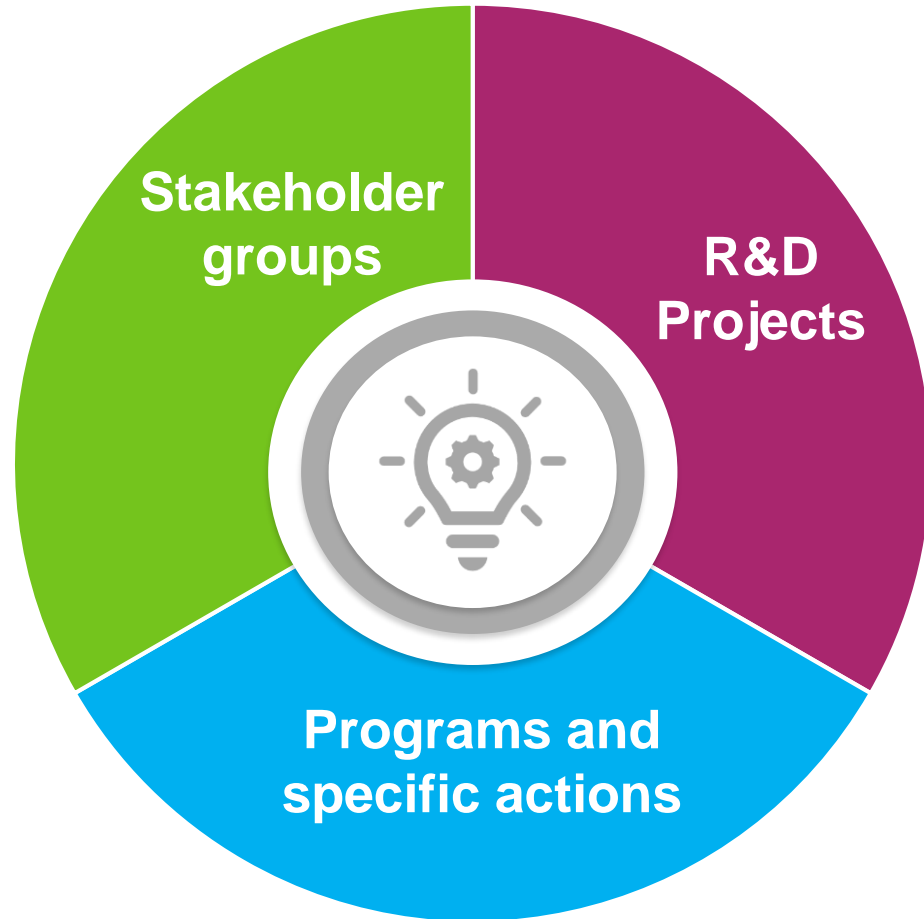 Stakeholder
groups
R&D
Projects
Programs and
specific actions